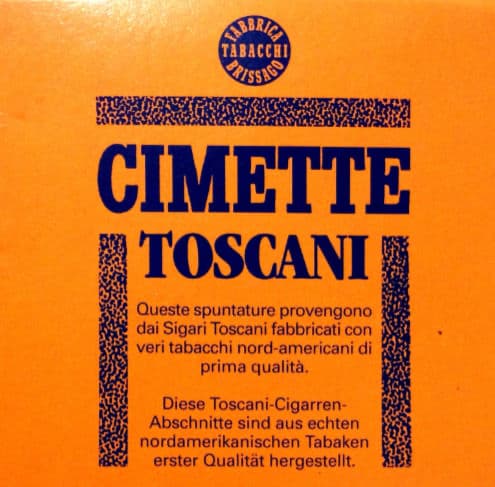 FABBRICA
TABACCHI
BRISSAGO
CIMETTE
TOSCANI
Queste spuntature provengono
dai Sigari Toscani fabbricati con
veri tabacchi nord-americani di
prima qualità.
Diese Toscani-Cigarren-
Abschnitte sind aus echten
nordamerikanischen Tabaken
erster Qualität hergestellt.